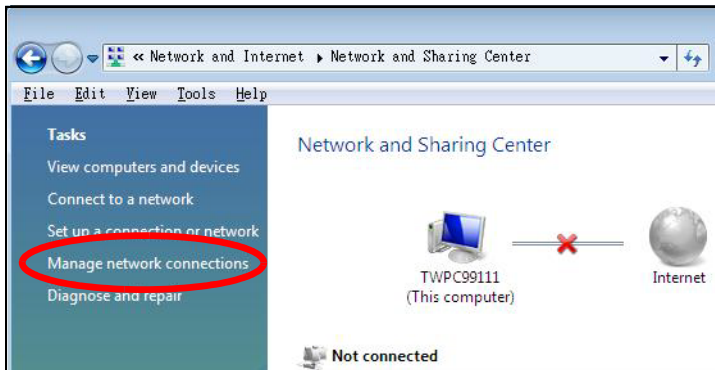 « Network and Internet ▸ Network and Sharing Center
File Edit View Tools Help
Tasks
View computers and devices
Connect to a network
Set up a connection or network
Manage network connections
Diagnose and repair
Network and Sharing Center
TWPC99111
(This computer)
Internet
Not connected